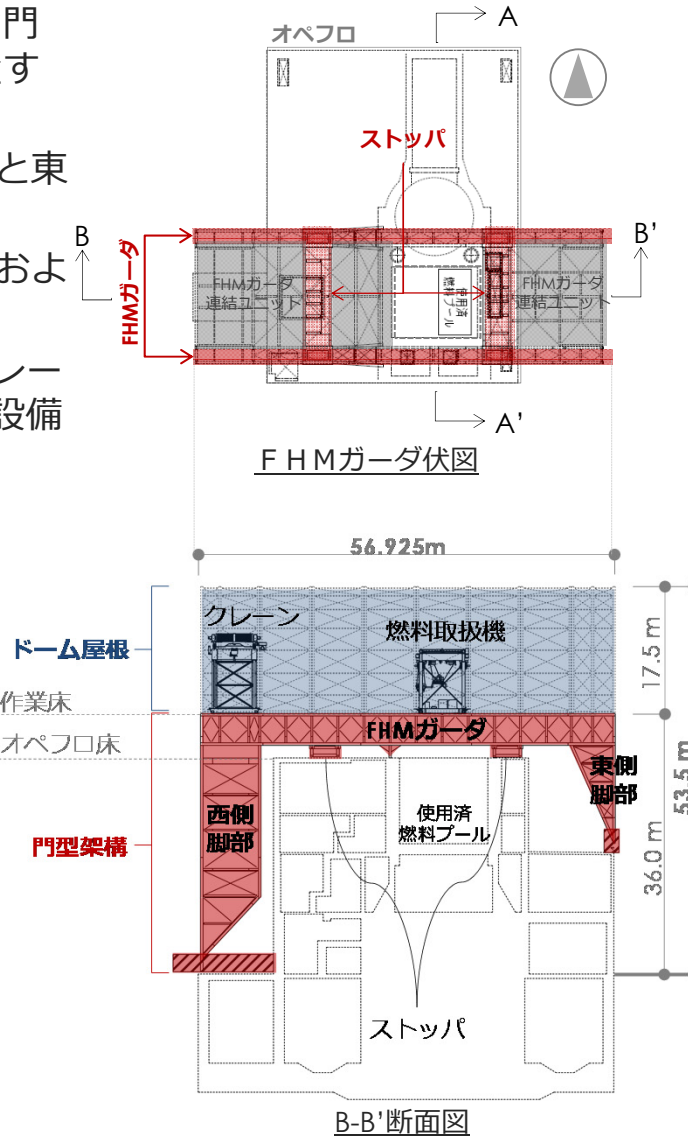 門
す
と東
およ
レー
設備
オペフロ
A
ストッパ
B
B'
FHMガーダ
FHMガーダ
連結ユニット
使用済
燃料プール
FHMガーダ
連結ユニット
A'
ＦＨＭガーダ伏図
56.925m
クレーン
燃料取扱機
ドーム屋根
17.5 m
作業床
FHMガーダ
オペフロ床
東側
脚部
西側
脚部
使用済
燃料プール
53.5 m
門型架構
36.0 m
ストッパ
B-B'断面図